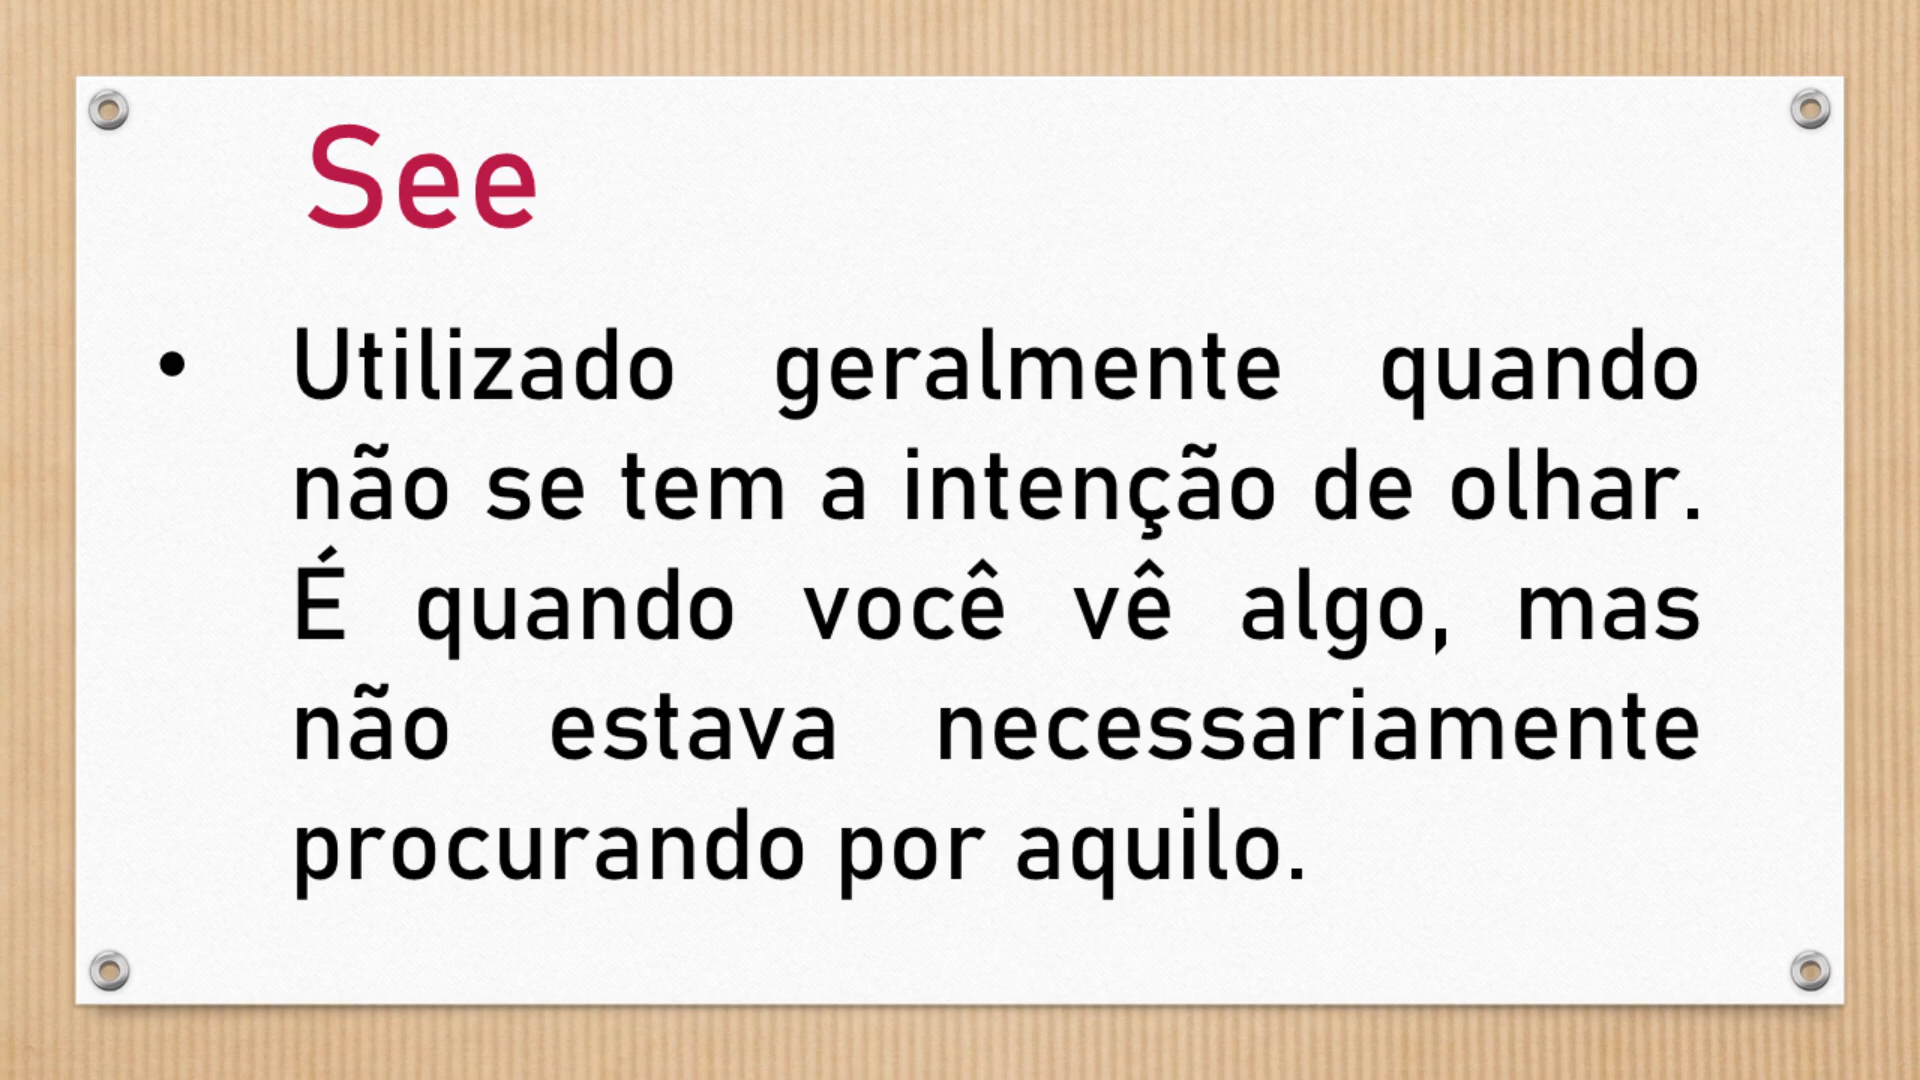 See
• Utilizado geralmente quando
não se tem a intenção de olhar.
É quando você vê algo, mas
não estava necessariamente
procurando por aquilo.